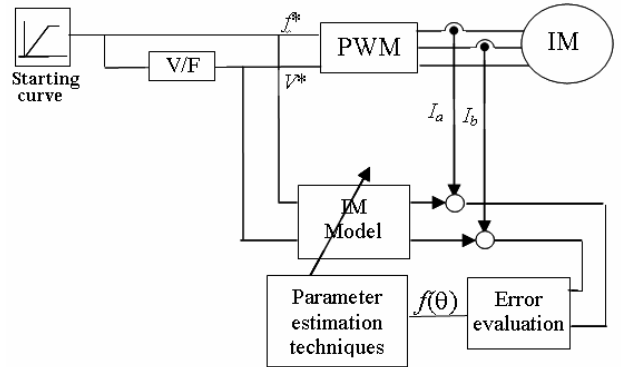 f*
PWM
IM
V/F
Starting
curve
V*
Ia
Ib
IM
Model
Parameter
estimation
techniques
f(θ)
Error
evaluation